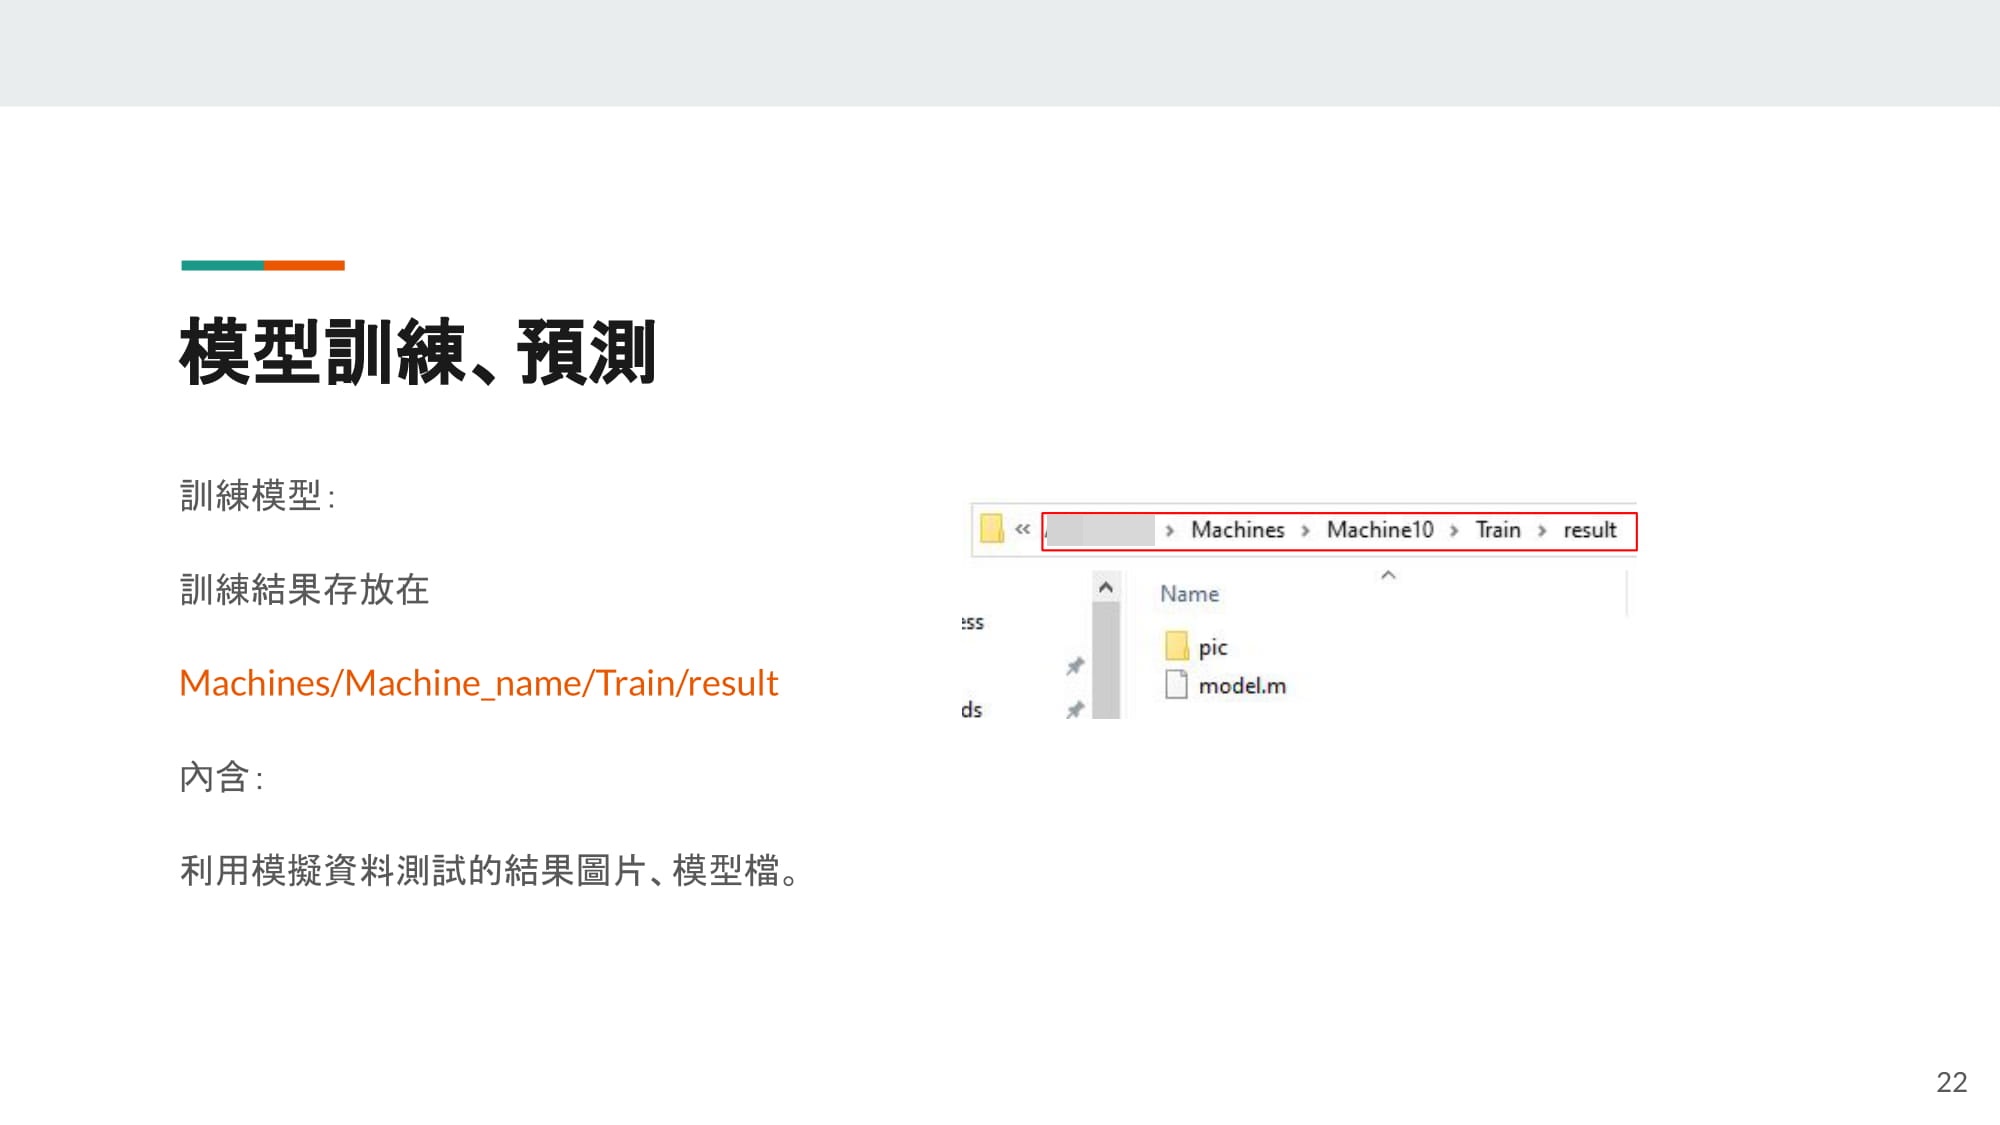 模型訓練、預測
訓練模型：
訓練結果存放在
Machines/Machine_name/Train/result
內含：
利用模擬資料測試的結果圖片、模型檔。
« › Machines › Machine10 › Train › result
Name
ess
pic
model.m
ds
22